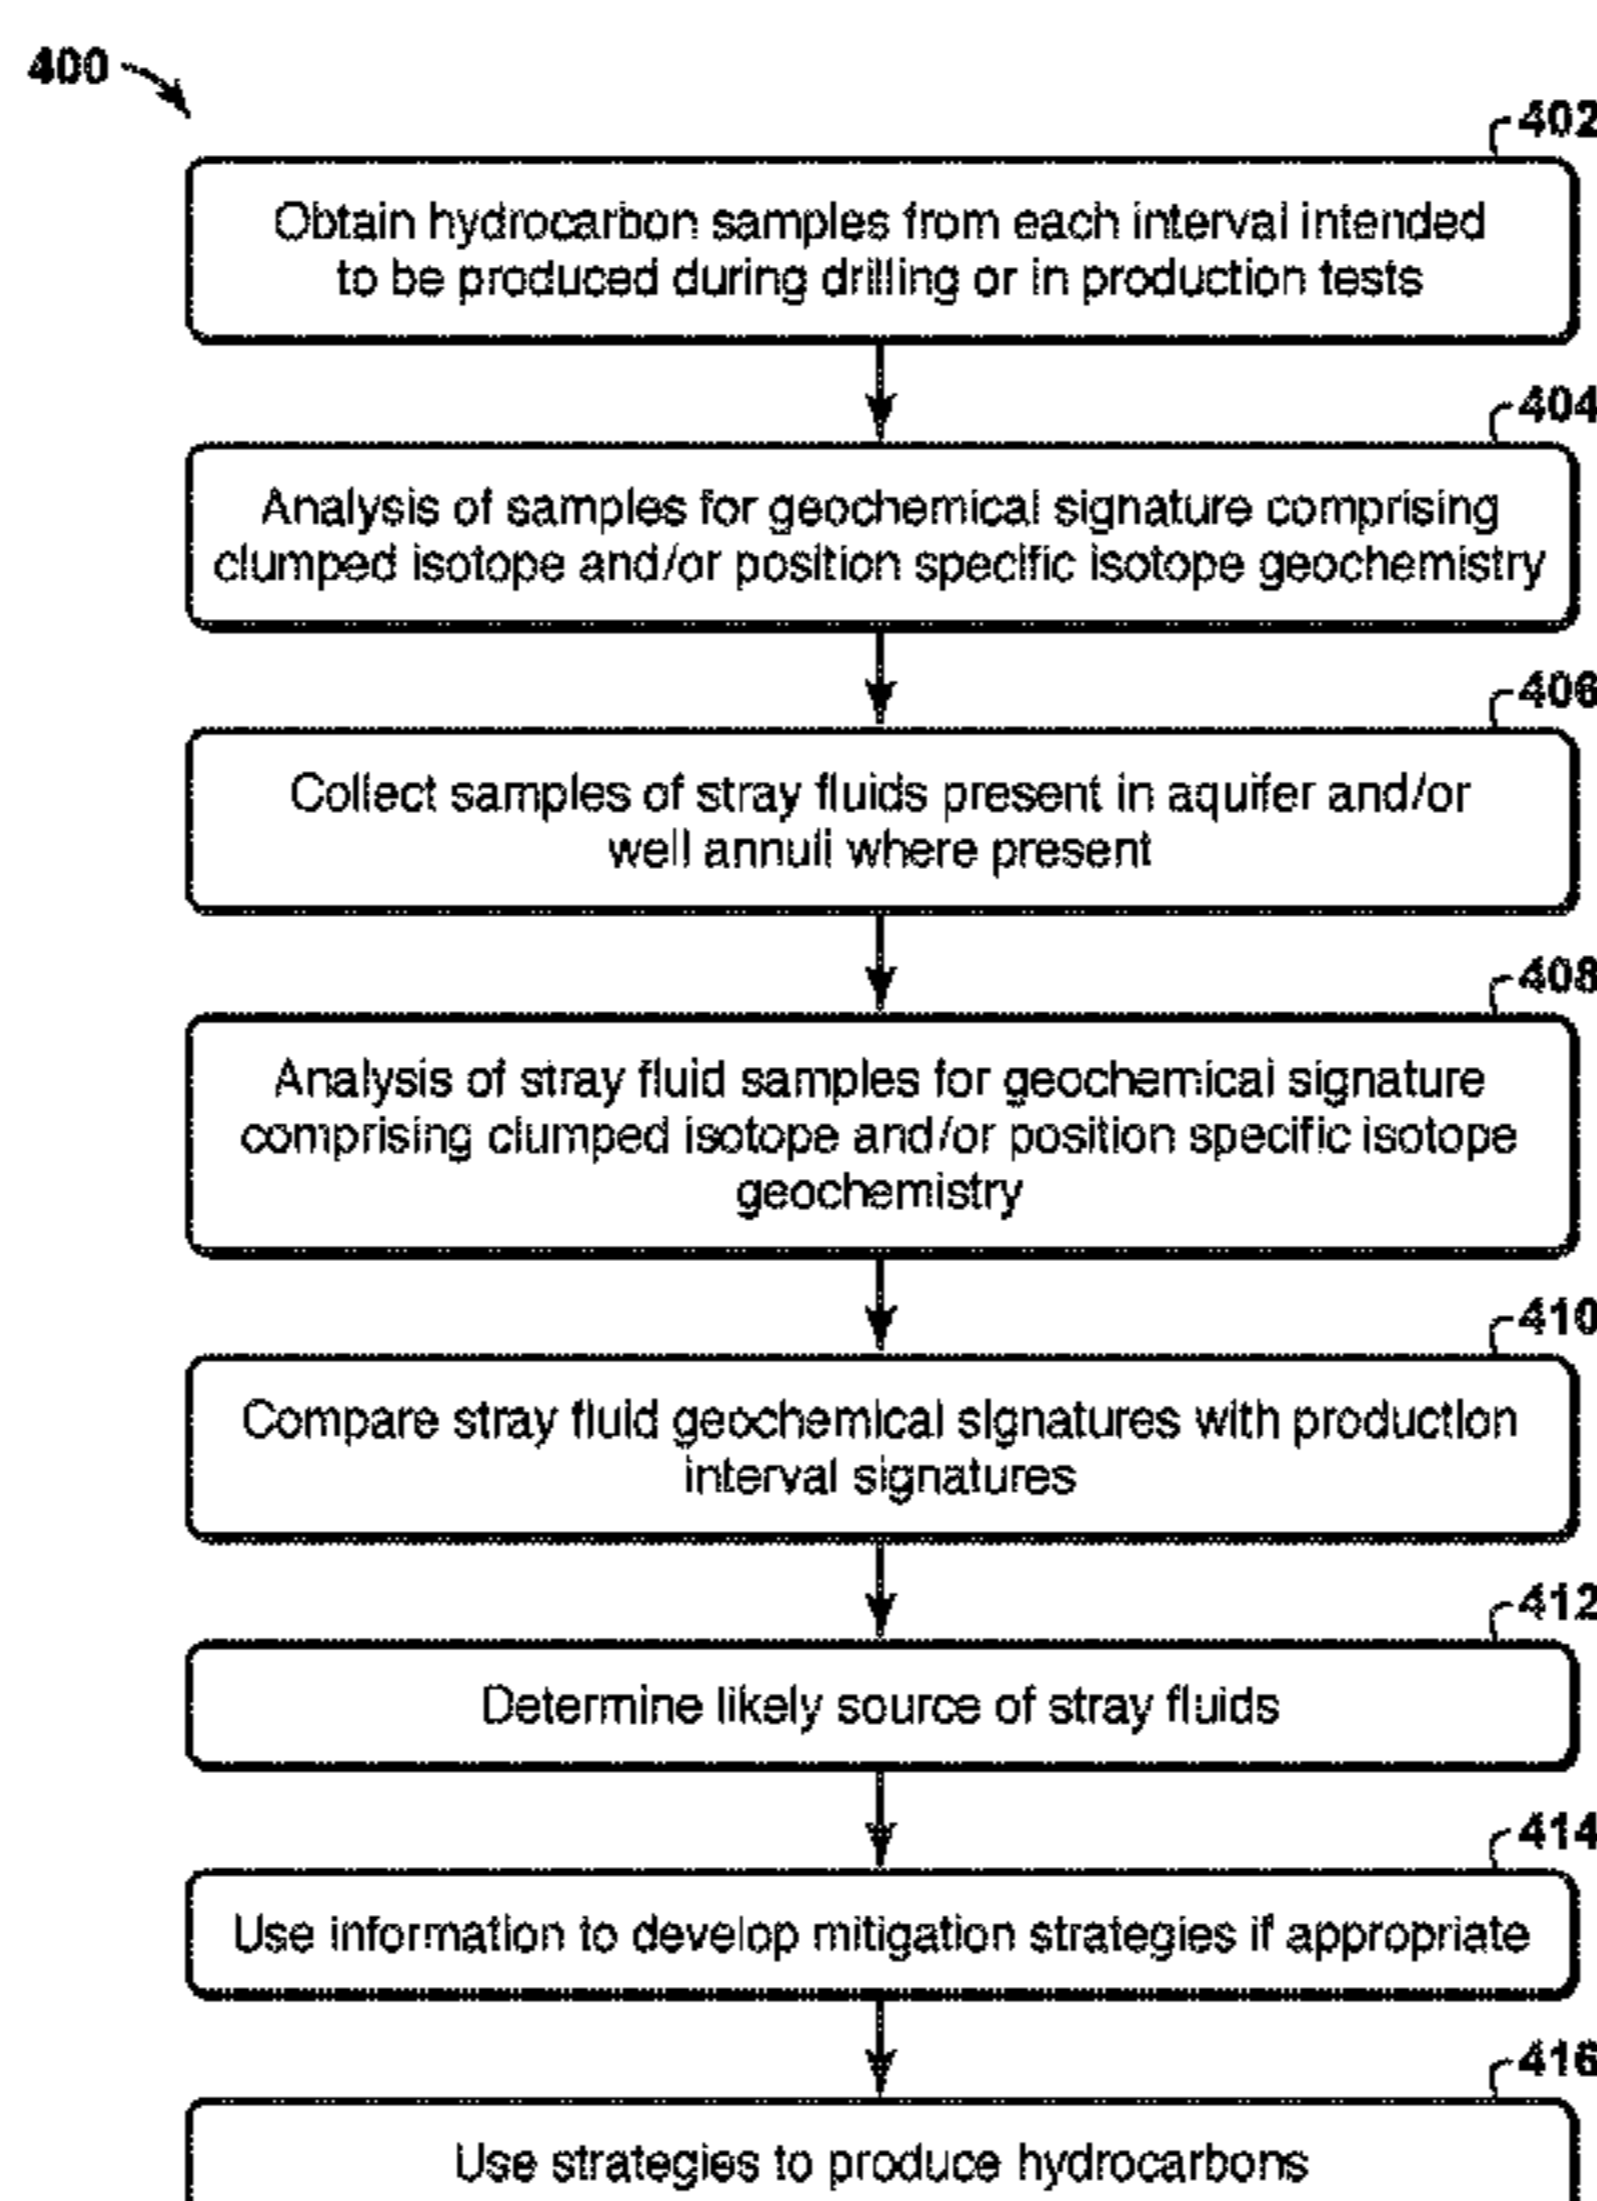 400
402
Obtain hydrocarbon samples from each interval intended
to be produced during drilling or in production tests
404
Analysis of samples for geochemical signature comprising
clumped isotope and/or position specific isotope geochemistry
406
Collect samples of stray fluids present in aquifer and/or
well annuli where present
408
Analysis of stray fluid samples for geochemical signature
comprising clumped isotope and/or position specific isotope
geochemistry
410
Compare stray fluid geochemical signatures with production
interval signatures
412
Determine likely source of stray fluids
414
Use information to develop mitigation strategies if appropriate
416
Use strategies to produce hydrocarbons